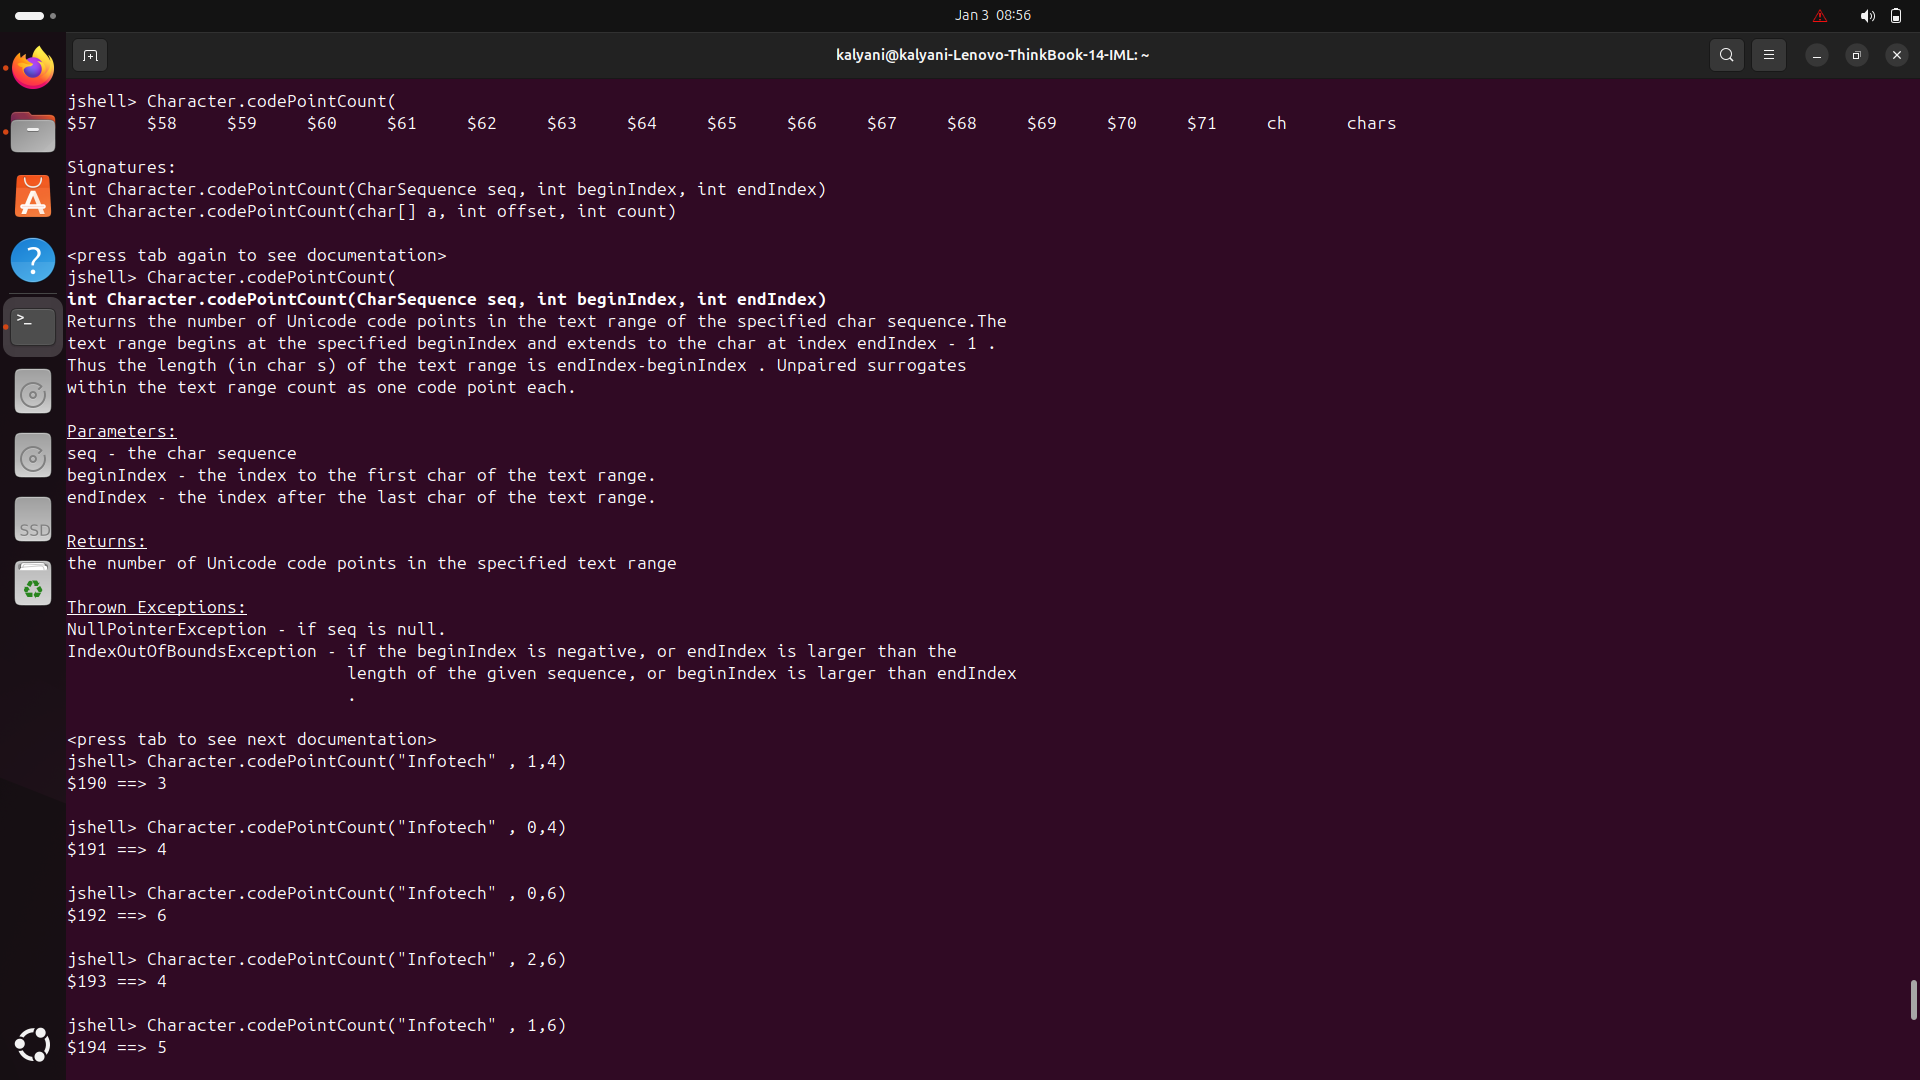 Jan 3 08:56
kalyani@kalyani-Lenovo-ThinkBook-14-IML: ~
jshell> Character.codePointCount(
$57 $58 $59 $60 $61 $62 $63 $64 $65 $66 $67 $68 $69 $70 $71 ch chars
Signatures:
int Character.codePointCount(CharSequence seq, int beginIndex, int endIndex)
int Character.codePointCount(char[] a, int offset, int count)
<press tab again to see documentation>
jshell> Character.codePointCount(
int Character.codePointCount(CharSequence seq, int beginIndex, int endIndex)
Returns the number of Unicode code points in the text range of the specified char sequence.The
text range begins at the specified beginIndex and extends to the char at index endIndex - 1 .
Thus the length (in char s) of the text range is endIndex-beginIndex . Unpaired surrogates
within the text range count as one code point each.
Parameters:
seq - the char sequence
beginIndex - the index to the first char of the text range.
endIndex - the index after the last char of the text range.
Returns:
the number of Unicode code points in the specified text range
Thrown Exceptions:
NullPointerException - if seq is null.
IndexOutOfBoundsException - if the beginIndex is negative, or endIndex is larger than the
length of the given sequence, or beginIndex is larger than endIndex
.
<press tab to see next documentation>
jshell> Character.codePointCount("Infotech" , 1,4)
$190 ==> 3
jshell> Character.codePointCount("Infotech" , 0,4)
$191 ==> 4
jshell> Character.codePointCount("Infotech" , 0,6)
$192 ==> 6
jshell> Character.codePointCount("Infotech" , 2,6)
$193 ==> 4
jshell> Character.codePointCount("Infotech" , 1,6)
$194 ==> 5
SSD